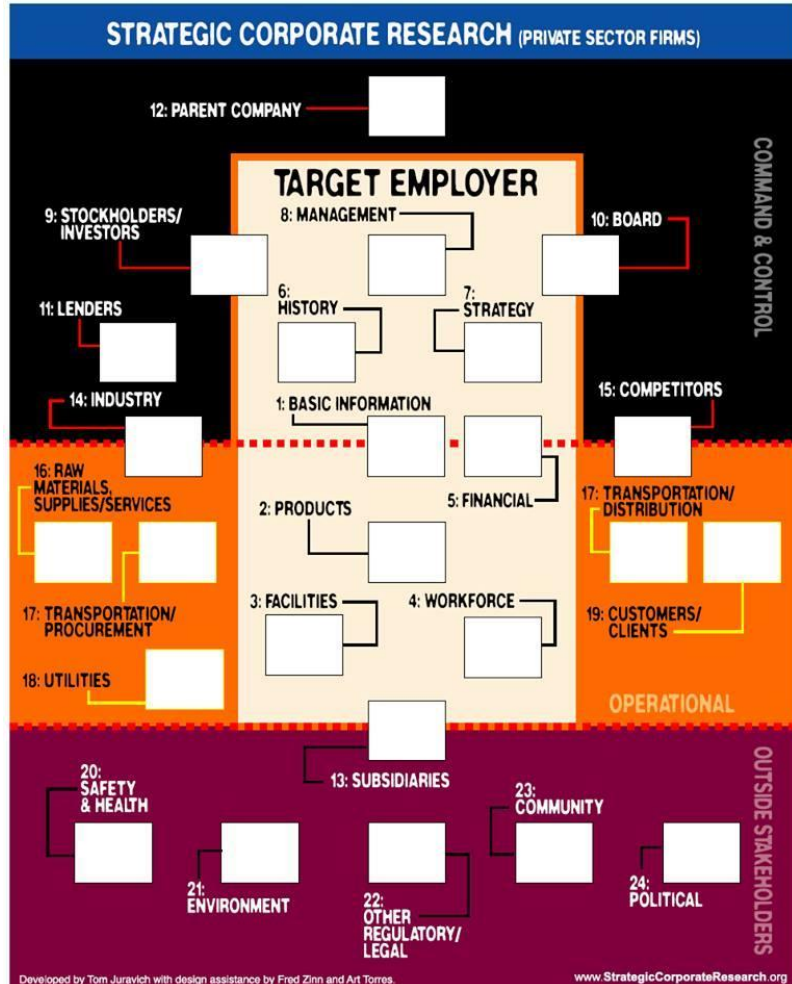 STRATEGIC CORPORATE RESEARCH (PRIVATE SECTOR FIRMS)
12: PARENT COMPANY
COMMAND & CONTROL
TARGET EMPLOYER
9: STOCKHOLDERS/
INVESTORS
8: MANAGEMENT
10: BOARD
11: LENDERS
6:
HISTORY
7:
STRATEGY
14: INDUSTRY
1: BASIC INFORMATION
15: COMPETITORS
16: RAW
MATERIALS,
SUPPLIES/SERVICES
2: PRODUCTS
5: FINANCIAL
17: TRANSPORTATION/
DISTRIBUTION
17: TRANSPORTATION/
PROCUREMENT
3: FACILITIES
4: WORKFORCE
19: CUSTOMERS/
CLIENTS
18: UTILITIES
OPERATIONAL
13: SUBSIDIARIES
OUTSIDE STAKEHOLDERS
20:
SAFETY
& HEALTH
21:
ENVIRONMENT
22:
OTHER
REGULATORY/
LEGAL
23:
COMMUNITY
24:
POLITICAL
Developed by Tom Juravich with design assistance by Fred Zinn and Art Torres.
www.StrategicCorporateResearch.org